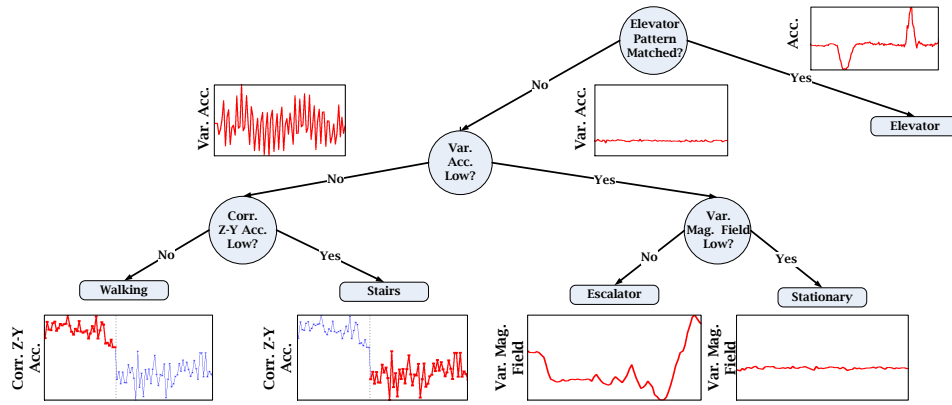 Elevator
Pattern
Matched?
Acc.
No
Yes
Var. Acc.
Var. Acc.
Elevator
Var.
Acc.
Low?
No
Yes
Corr.
Z-Y Acc.
Low?
Var.
Mag. Field
Low?
No
Yes
No
Yes
Walking
Stairs
Escalator
Stationary
Corr. Z-Y
Acc.
Corr. Z-Y
Acc.
Var. Mag.
Field
Var. Mag.
Field